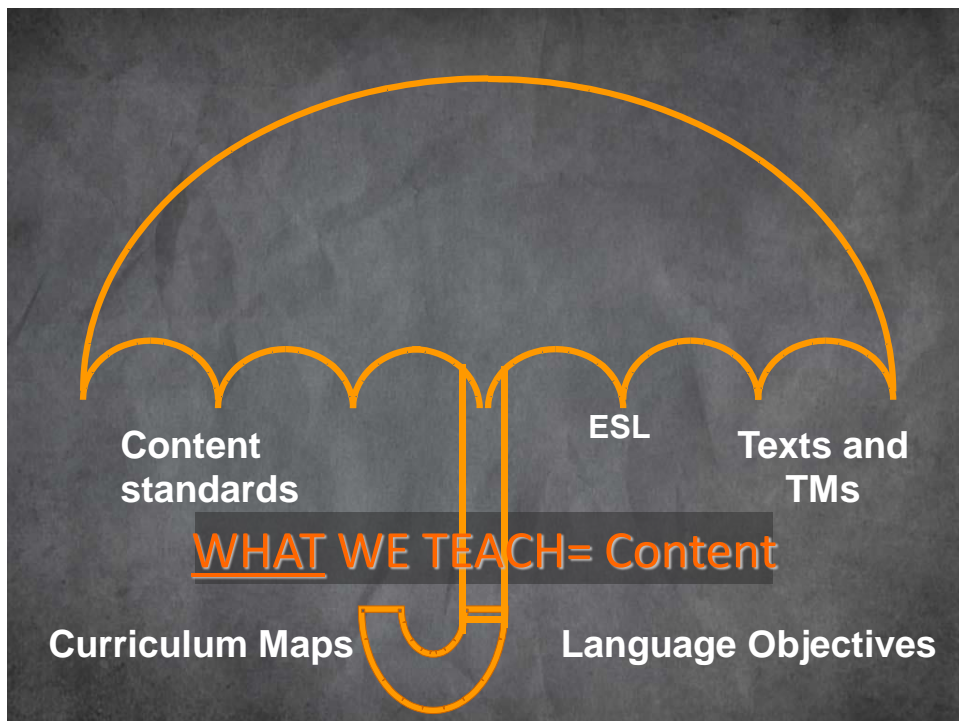 ESL
Content
standards
Texts and
TMs
WHAT WE TEACH= Content
Curriculum Maps
Language Objectives